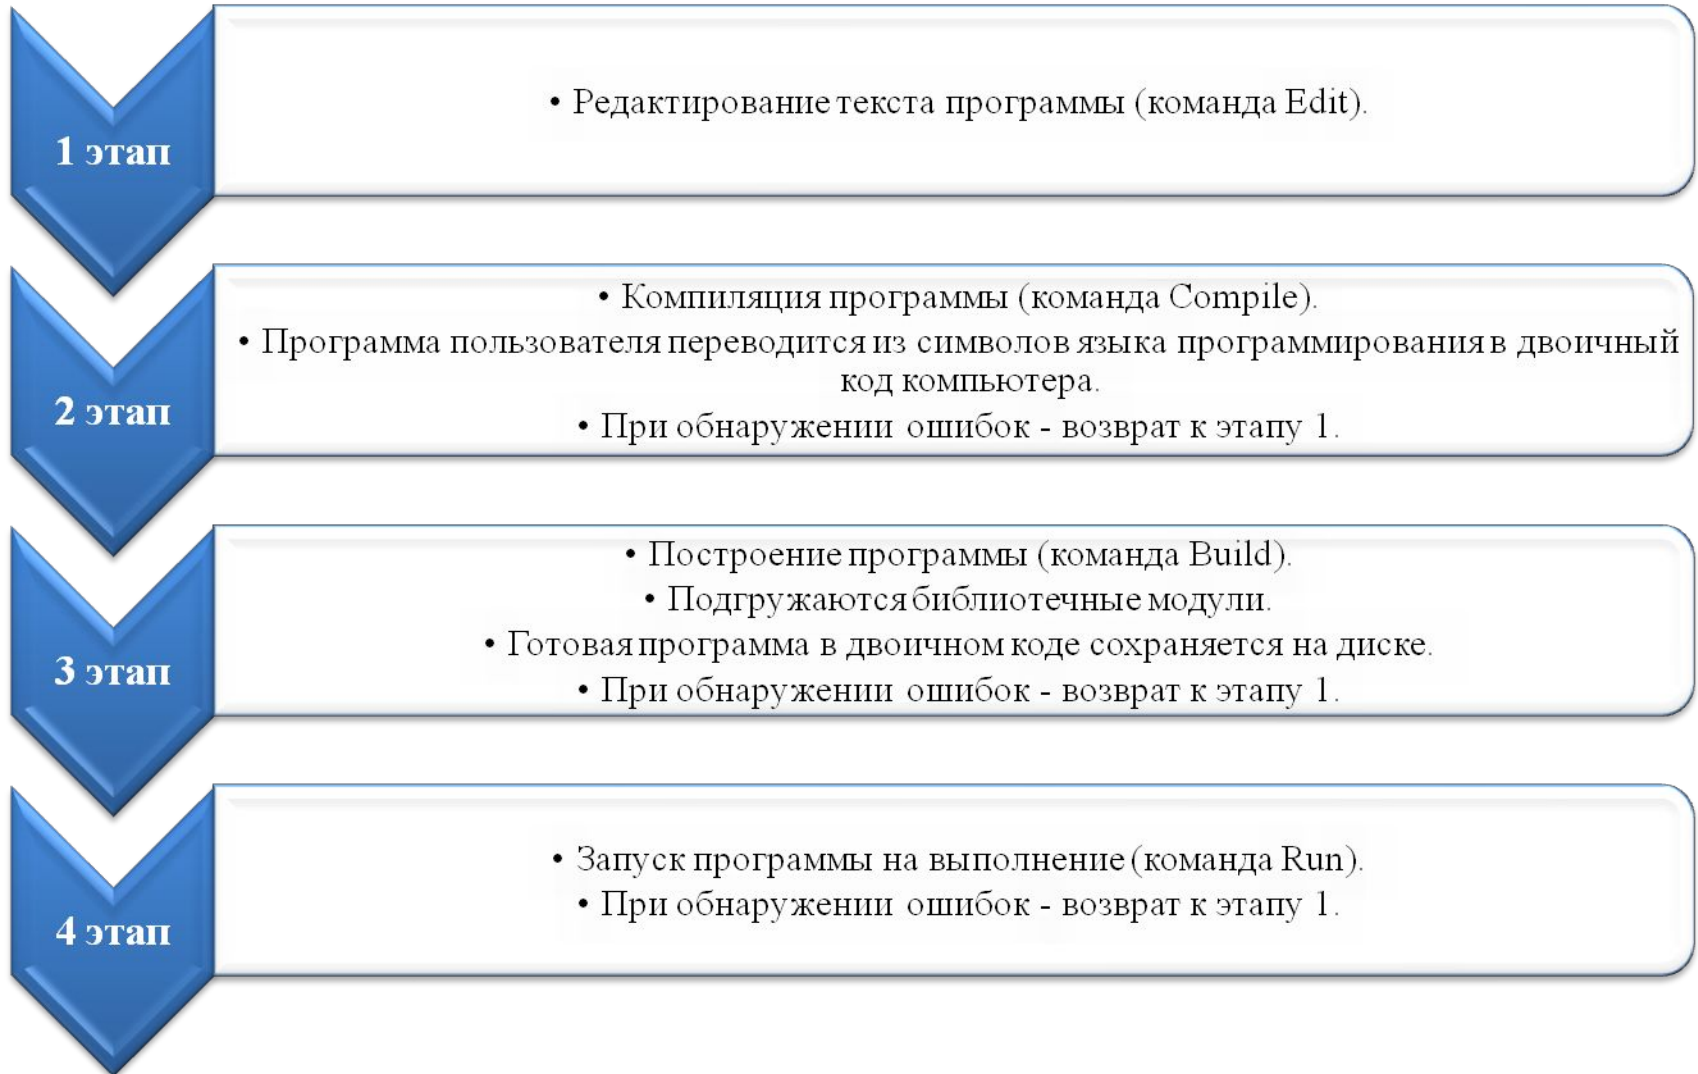 1 этап
• Редактирование текста программы (команда Edit).
2 этап
• Компиляция программы (команда Compile).
• Программа пользователя переводится из символов языка программирования в двоичный
код компьютера.
• При обнаружении ошибок - возврат к этапу 1.
3 этап
• Построение программы (команда Build).
• Подгружаются библиотечные модули.
• Готовая программа в двоичном коде сохраняется на диске.
• При обнаружении ошибок - возврат к этапу 1.
4 этап
• Запуск программы на выполнение (команда Run).
• При обнаружении ошибок - возврат к этапу 1.